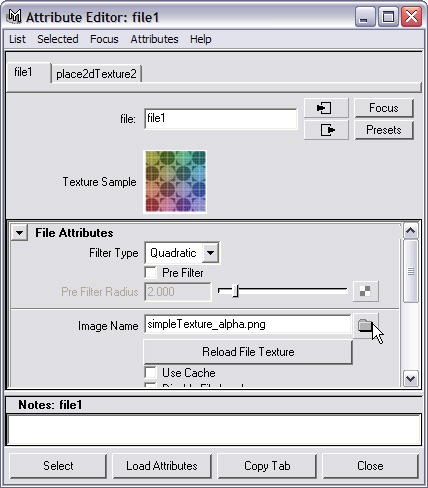 Attribute Editor: file1
List Selected Focus Attributes Help
file1 place2dTexture2
file: file1 Focus
Presets
Texture Sample
File Attributes
Filter Type Quadratic
Pre Filter
Pre Filter Radius 2.000
Image Name simpleTexture_alpha.png
Reload File Texture
Use Cache
Notes: file1
Select Load Attributes Copy Tab Close